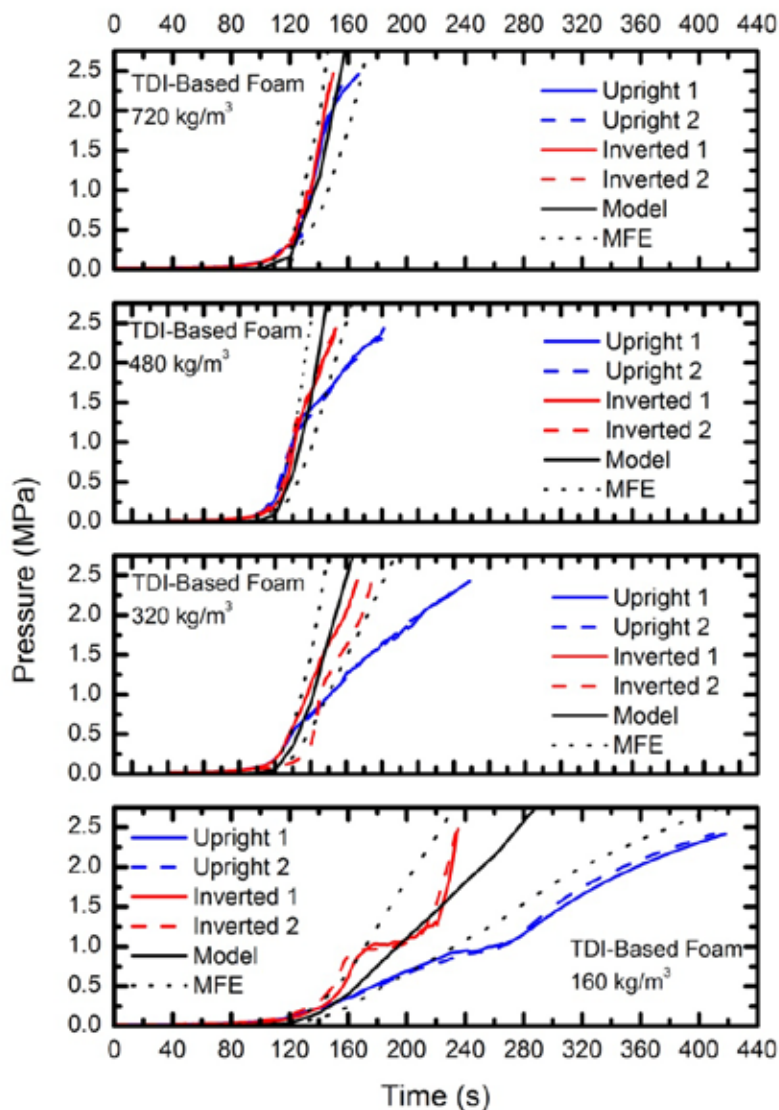 0 40 80 120 160 200 240 280 320 360 400 440
2.5
2.0
1.5
1.0
0.5
0.0
TDI-Based Foam
720 kg/m³
Upright 1
Upright 2
Inverted 1
Inverted 2
Model
MFE
2.5
2.0
1.5
1.0
0.5
0.0
TDI-Based Foam
480 kg/m³
Upright 1
Upright 2
Inverted 1
Inverted 2
Model
MFE
Pressure (MPa)
2.5
2.0
1.5
1.0
0.5
0.0
TDI-Based Foam
320 kg/m³
Upright 1
Upright 2
Inverted 1
Inverted 2
Model
MFE
2.5
2.0
1.5
1.0
0.5
0.0
Upright 1
Upright 2
Inverted 1
Inverted 2
Model
MFE
TDI-Based Foam
160 kg/m³
0 40 80 120 160 200 240 280 320 360 400 440
Time (s)